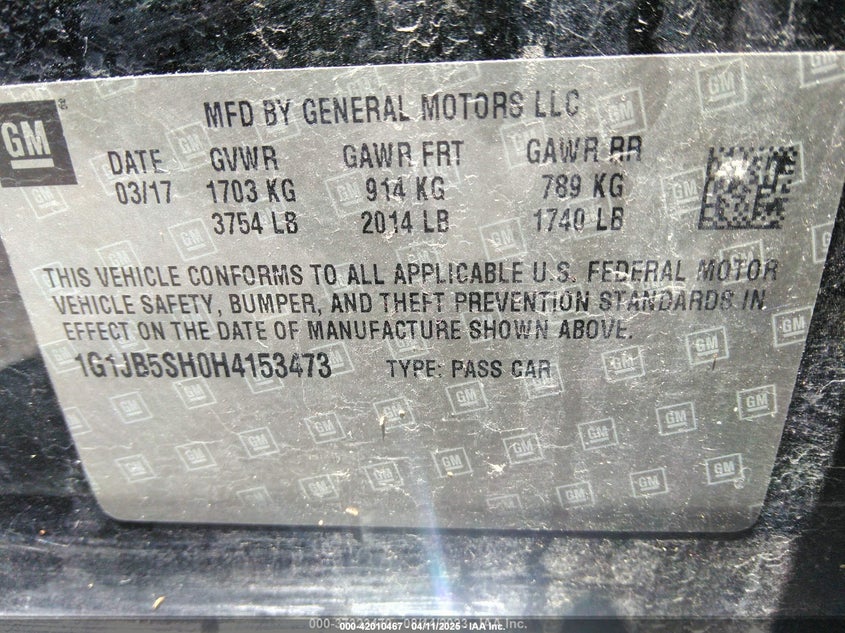 GM
MFD BY GENERAL MOTORS LLC
DATE GVWR GAWR FRT GAWR RR
03/17 1703 KG 914 KG 789 KG
3754 LB 2014 LB 1740 LB
THIS VEHICLE CONFORMS TO ALL APPLICABLE U.S. FEDERAL MOTOR
VEHICLE SAFETY, BUMPER, AND THEFT PREVENTION STANDARDS IN
EFFECT ON THE DATE OF MANUFACTURE SHOWN ABOVE.
1G1JB5SH0H4153473 TYPE: PASS CAR
000-42010467 04/11/2025 IAA Inc.